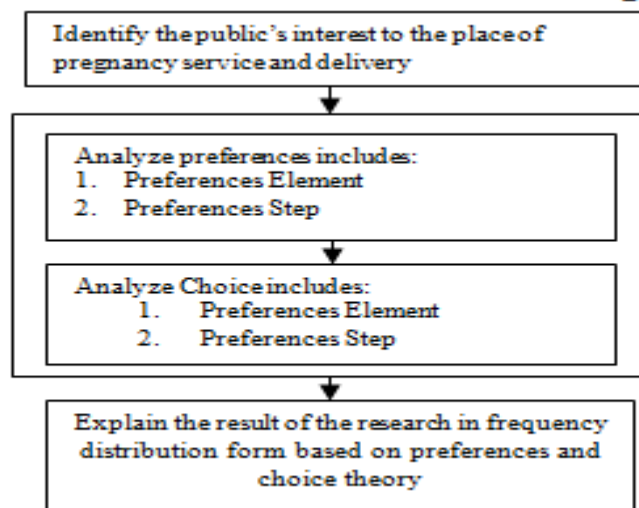 Identify the public's interest to the place of
pregnancy service and delivery
Analyze preferences includes:
1. Preferences Element
2. Preferences Step
Analyze Choice includes:
1. Preferences Element
2. Preferences Step
Explain the result of the research in frequency
distribution form based on preferences and
choice theory